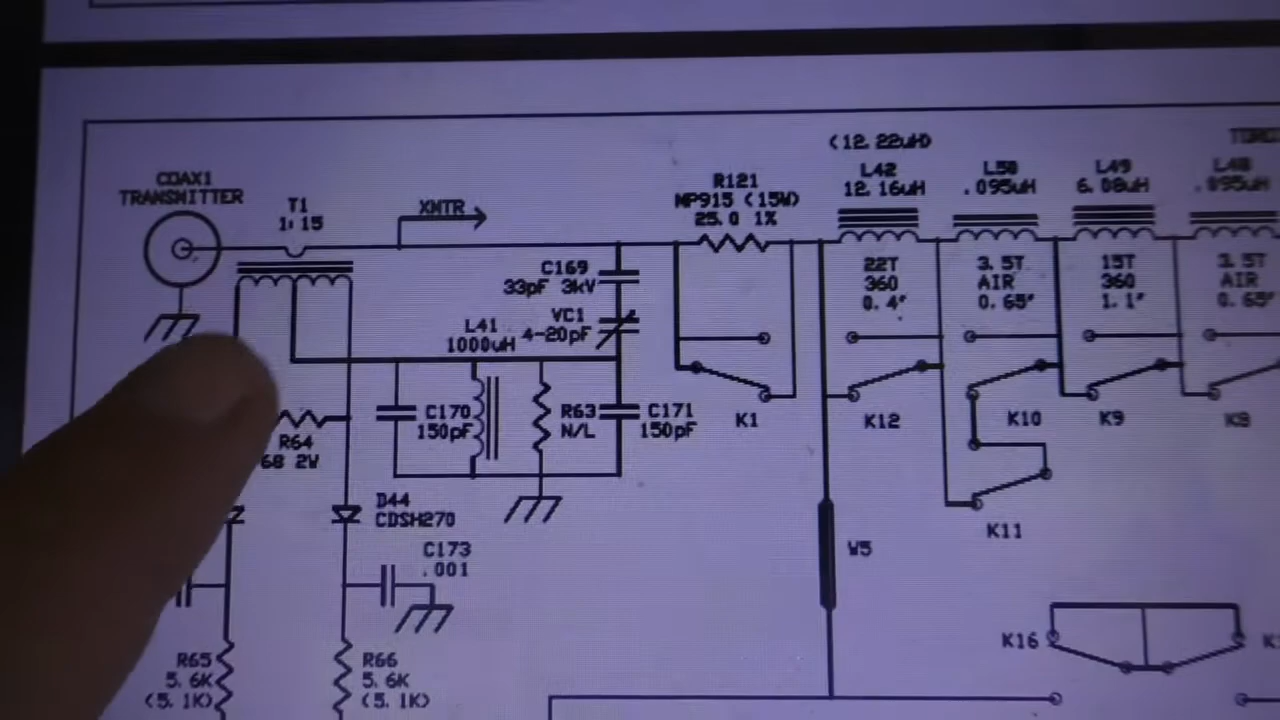 COAX1
TRANSMITTER
T1
1:15
XMTR
C169
33pF 3kV
VC1
4-20pF
L41
1000uH
C170
150pF
R63
N/L
C171
150pF
R64
68 2W
D44
CDSH270
C173
.001
R65
5.6K
(5.1K)
R66
5.6K
(5.1K)
R121
MP915 (15W)
25.0 1%
K1
(12.22uH)
L42
12.16uH
22T
360
0.4"
K12
L50
.095uH
3.5T
AIR
0.65"
K10
K11
L49
6.08uH
15T
360
1.1"
K9
L48
.095uH
3.5T
AIR
0.65"
K8
W5
K16